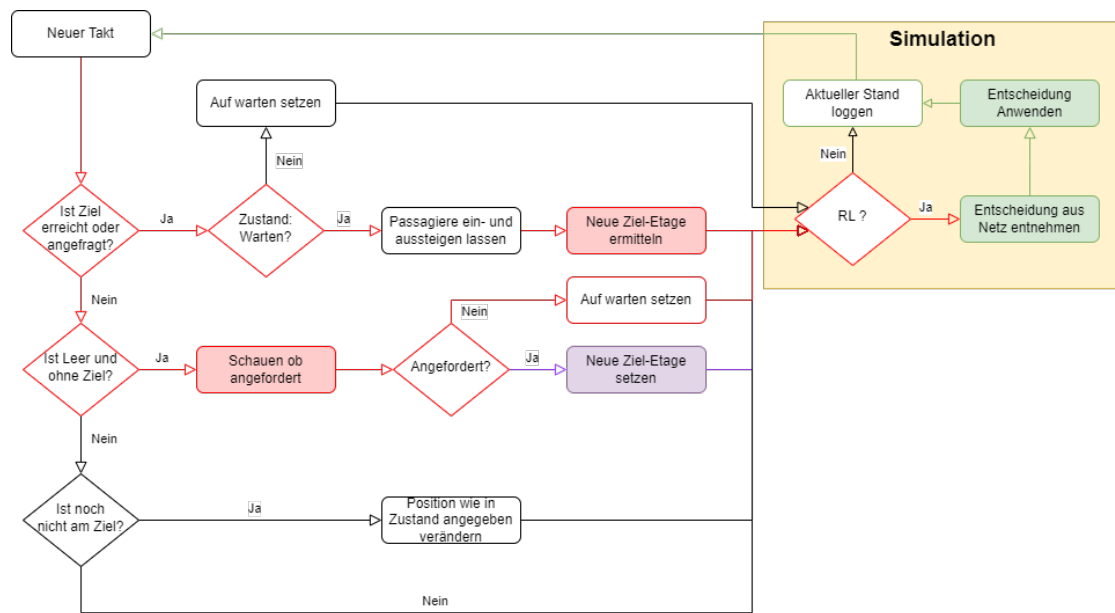 Neuer Takt
Simulation
Auf warten setzen
Aktueller Stand
loggen
Entscheidung
Anwenden
Nein
Nein
Ist Ziel
erreicht oder
angefragt?
Ja
Zustand:
Warten?
Ja
Passagiere ein- und
aussteigen lassen
Neue Ziel-Etage
ermitteln
RL ?
Ja
Entscheidung aus
Netz entnehmen
Nein
Nein
Auf warten setzen
Ist Leer und
ohne Ziel?
Ja
Schauen ob
angefordert
Angefordert?
Ja
Neue Ziel-Etage
setzen
Nein
Ist noch
nicht am Ziel?
Ja
Position wie in
Zustand angegeben
verändern
Nein